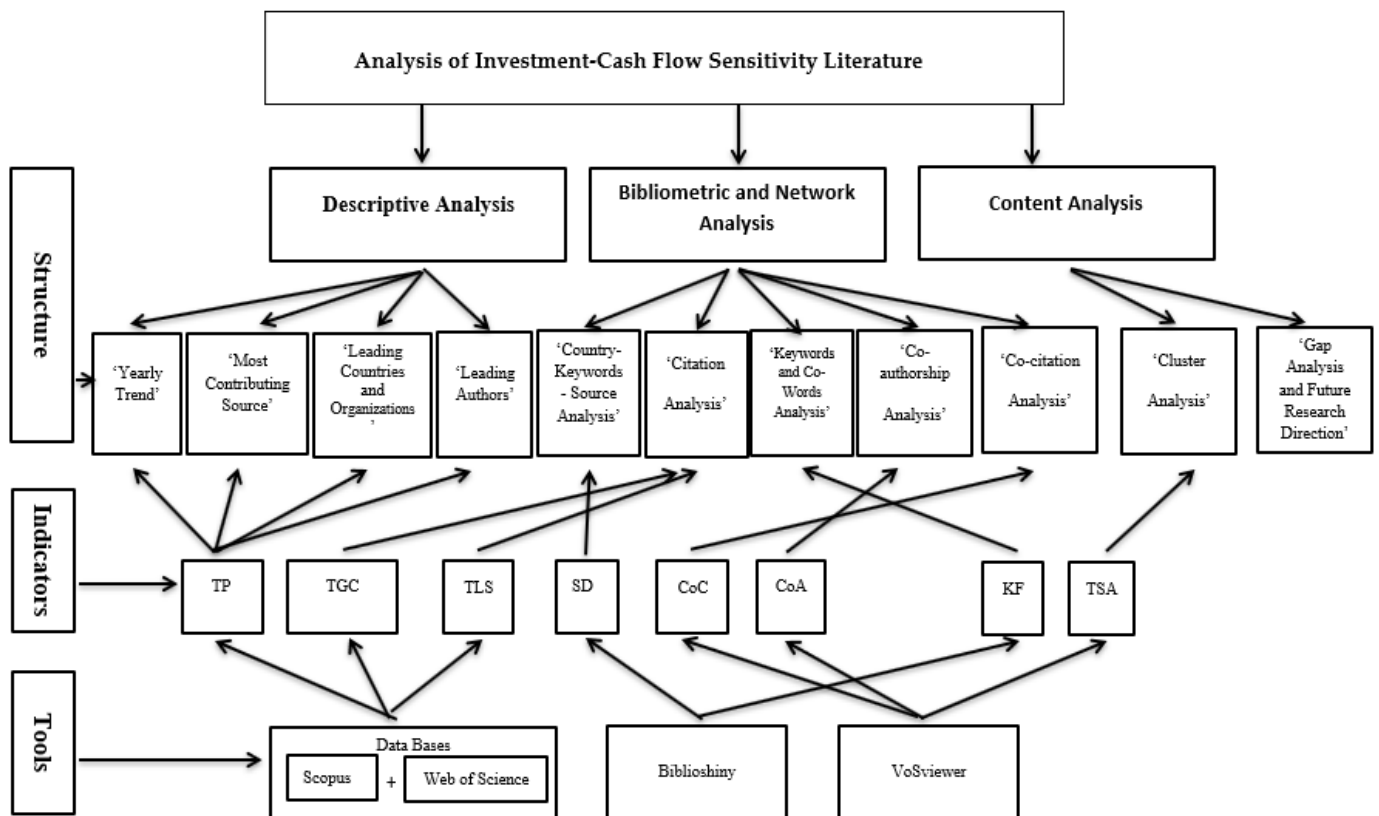 Analysis of Investment-Cash Flow Sensitivity Literature
Structure
Descriptive Analysis
Bibliometric and Network
Analysis
Content Analysis
‘Yearly
Trend’
‘Most
Contributing
Source’
‘Leading
Countries
and
Organizations
’
‘Leading
Authors’
‘Country-
Keywords
- Source
Analysis’
‘Citation
Analysis’
‘Keywords
and Co-
Words
Analysis’
‘Co-
authorship
Analysis’
‘Co-citation
Analysis’
‘Cluster
Analysis’
‘Gap
Analysis
and Future
Research
Direction’
Indicators
TP
TGC
TLS
SD
CoC
CoA
KF
TSA
Tools
Data Bases
Scopus
+
Web of Science
Biblioshiny
VoSviewer